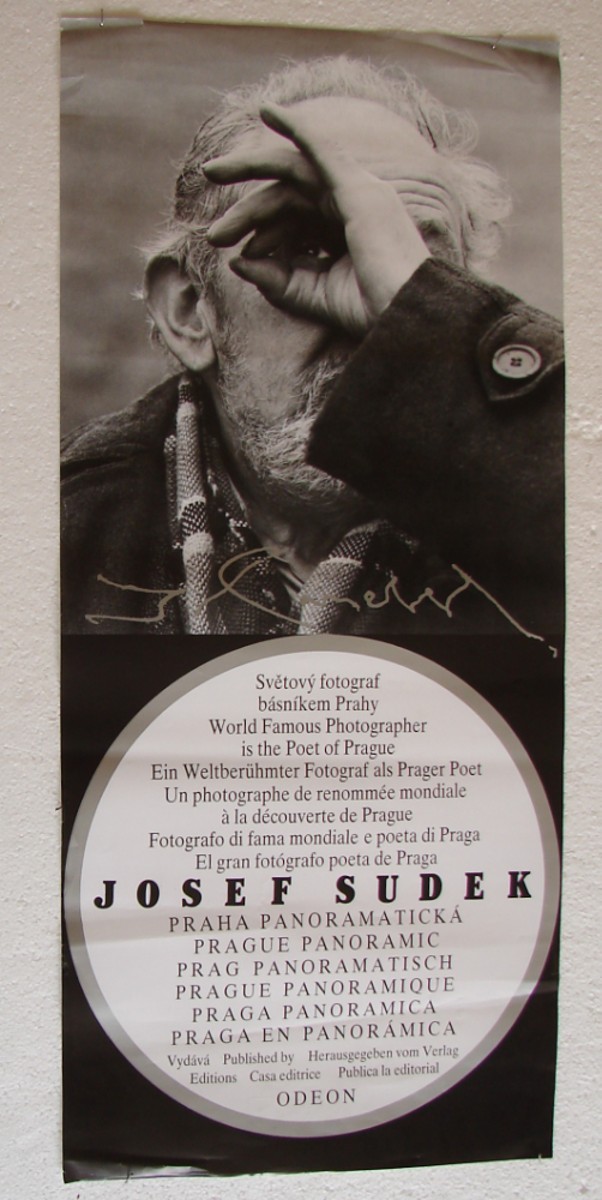 Světový fotograf
básníkem Prahy
World Famous Photographer
is the Poet of Prague
Ein Weltberühmter Fotograf als Prager Poet
Un photographe de renommée mondiale
à la découverte de Prague
Fotografo di fama mondiale e poeta di Praga
El gran fotógrafo poeta de Praga
JOSEF SUDEK
PRAHA PANORAMATICKÁ
PRAGUE PANORAMIC
PRAG PANORAMATISCH
PRAGUE PANORAMIQUE
PRAGA PANORAMICA
PRAGA EN PANORÁMICA
Vydává Published by Herausgegeben vom Verlag
Editions Casa editrice Publica la editorial
ODEON